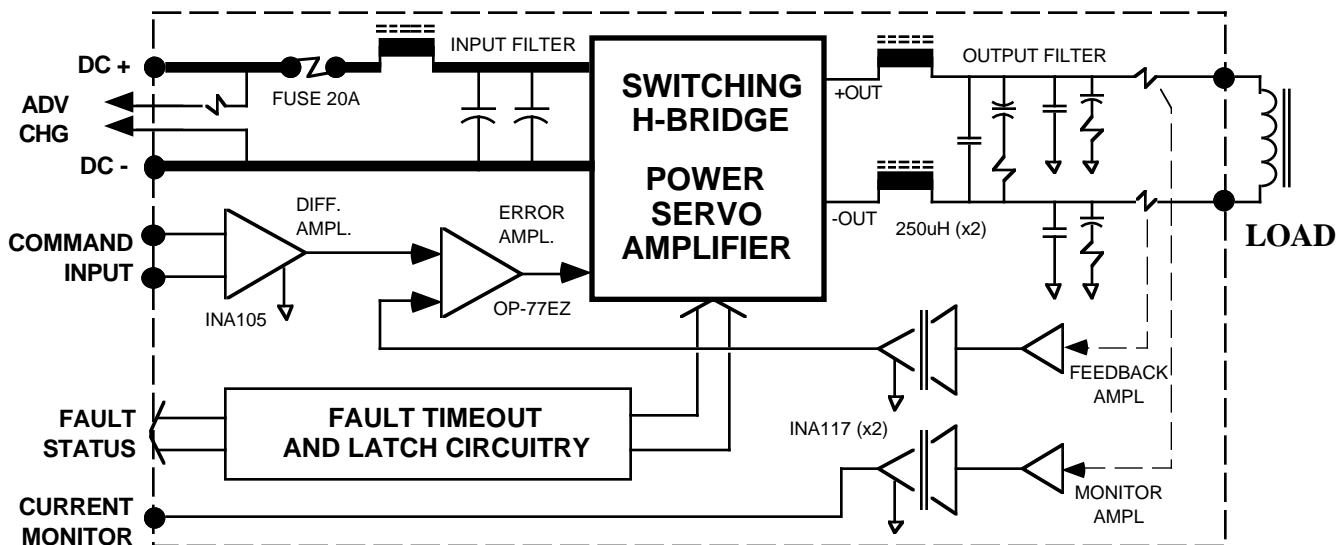 DC +
FUSE 20A
INPUT FILTER
ADV
CHG
DC -
SWITCHING
H-BRIDGE
POWER
SERVO
AMPLIFIER
+OUT
-OUT
OUTPUT FILTER
250uH (x2)
LOAD
COMMAND
INPUT
DIFF.
AMPL.
INA105
ERROR
AMPL.
OP-77EZ
FEEDBACK
AMPL
INA117 (x2)
FAULT
STATUS
FAULT TIMEOUT
AND LATCH CIRCUITRY
MONITOR
AMPL
CURRENT
MONITOR